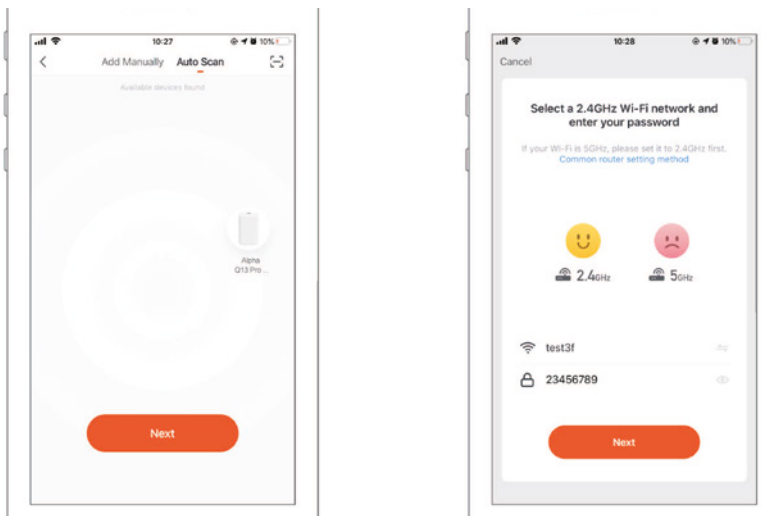 10:27
10%
Add Manually Auto Scan
Available devices found
Alpha
Q13 Pro ...
Next
10:28
10%
Cancel
Select a 2.4GHz Wi-Fi network and
enter your password
If your Wi-Fi is 5GHz, please set it to 2.4GHz first.
Common router setting method
2.4GHz
5GHz
test3f
23456789
Next